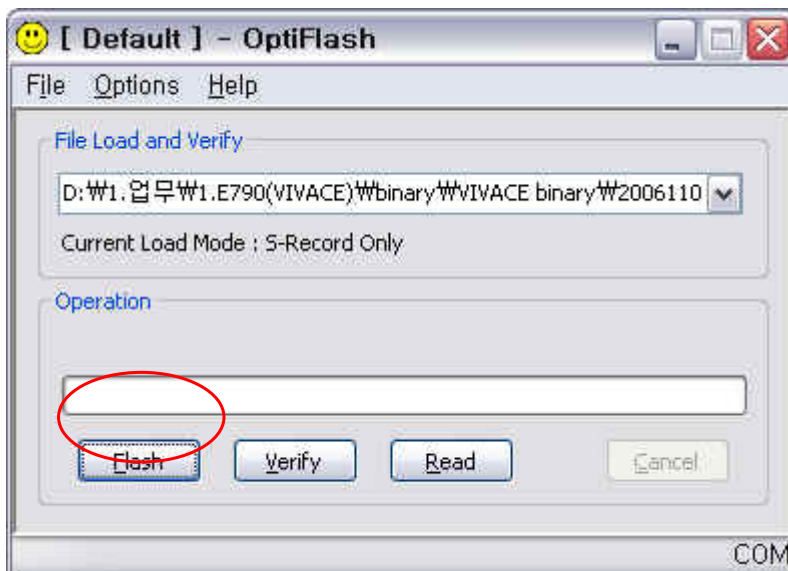 [ Default ] - OptiFlash
File Options Help
File Load and Verify
D:₩1.업무₩1.E790(VIVACE)₩binary₩VIVACE binary₩2006110
Current Load Mode : S-Record Only
Operation
Flash Verify Read Cancel
COM